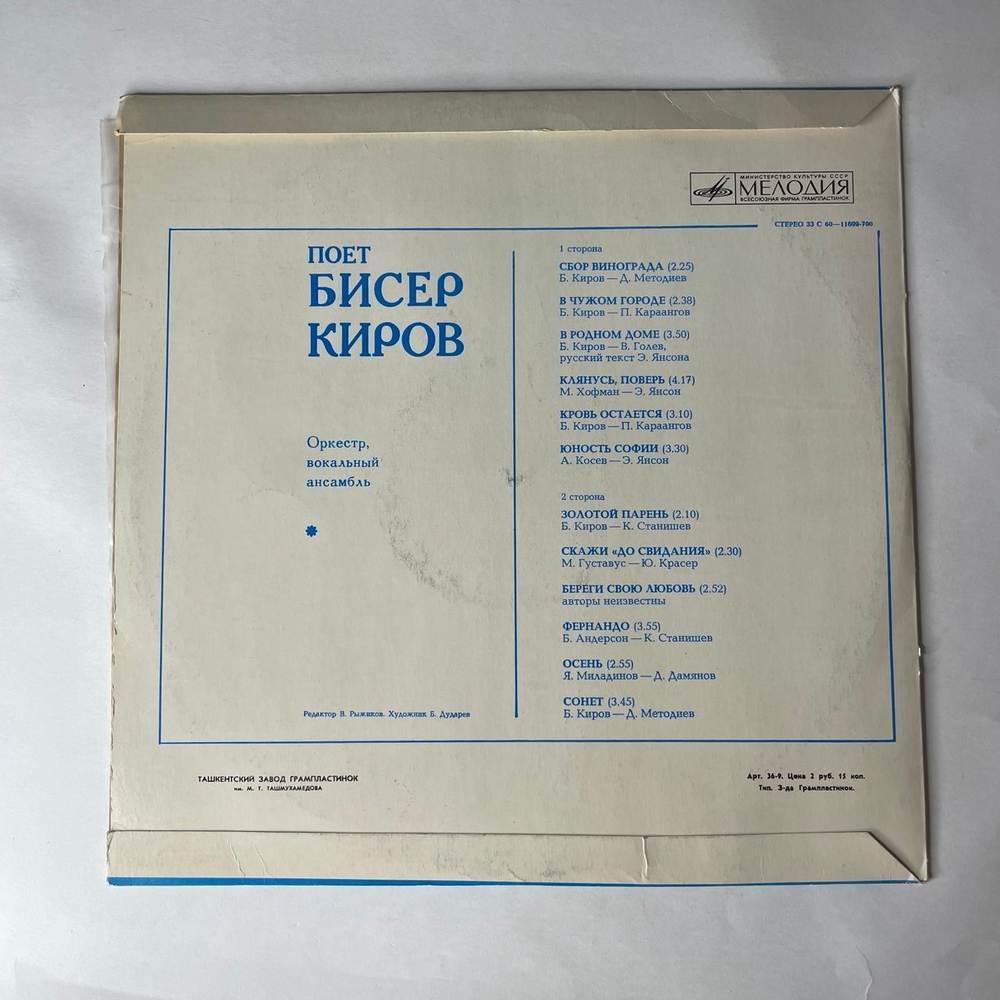 МИНИСТЕРСТВО КУЛЬТУРЫ СССР
МЕЛОДИЯ
ВСЕСОЮЗНАЯ ФИРМА ГРАМПЛАСТИНОК
СТЕРЕО 33 С 60—11699-700
ПОЕТ
БИСЕР
КИРОВ
Оркестр,
вокальный
ансамбль
Редактор В. Рыжиков. Художник Б. Дударев
1 сторона
СБОР ВИНОГРАДА (2.25)
Б. Киров — Д. Методиев
В ЧУЖОМ ГОРОДЕ (2.38)
Б. Киров — П. Караангов
В РОДНОМ ДОМЕ (3.50)
Б. Киров — В. Голев,
русский текст Э. Янсона
КЛЯНУСЬ, ПОВЕРЬ (4.17)
М. Хофман — Э. Янсон
КРОВЬ ОСТАЕТСЯ (3.10)
Б. Киров — П. Караангов
ЮНОСТЬ СОФИИ (3.30)
А. Косев — Э. Янсон
2 сторона
ЗОЛОТОЙ ПАРЕНЬ (2.10)
Б. Киров — К. Станишев
СКАЖИ «ДО СВИДАНИЯ» (2.30)
М. Густавус — Ю. Красер
БЕРЕГИ СВОЮ ЛЮБОВЬ (2.52)
авторы неизвестны
ФЕРНАНДО (3.55)
Б. Андерсон — К. Станишев
ОСЕНЬ (2.55)
Я. Миладинов — Д. Дамянов
СОНЕТ (3.45)
Б. Киров — Д. Методиев
ТАШКЕНТСКИЙ ЗАВОД ГРАМПЛАСТИНОК
им. М. Т. ТАШМУХАМЕДОВА
Арт. 36-9. Цена 2 руб. 15 коп.
Тип. З-да Грампластинок.